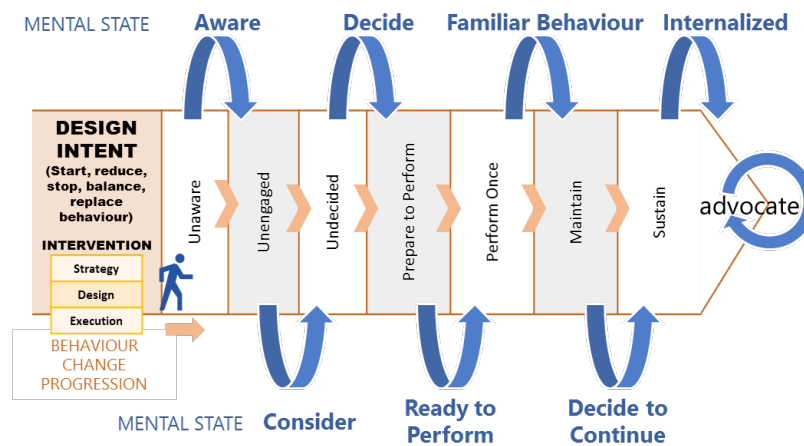 MENTAL STATE
Aware
Decide
Familiar Behaviour
Internalized
DESIGN
INTENT
(Start, reduce,
stop, balance,
replace
behaviour)
INTERVENTION
Strategy
Design
Execution
BEHAVIOUR
CHANGE
PROGRESSION
Unaware
Unengaged
Undecided
Prepare to Perform
Perform Once
Maintain
Sustain
advocate
MENTAL STATE
Consider
Ready to
Perform
Decide to
Continue